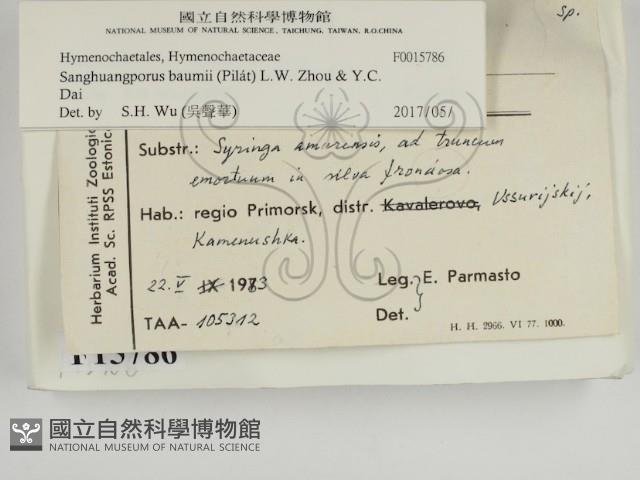 國立自然科學博物館
NATIONAL MUSEUM OF NATURAL SCIENCE, TAICHUNG, TAIWAN, R.O.CHINA
Hymenochaetales, Hymenochaetaceae F0015786
Sanghuangporus baumii (Pilát) L.W. Zhou & Y.C.
Dai
Det. by S.H. Wu (吳聲華) 2017/05/
sp.
Herbarium Instituti Zoologic
Acad. Sc. RPSS Estonic
Substr.: Syringa amurensis, ad truncum
emortuum in silva frondosa.
Hab.: regio Primorsk, distr. Kavalerovo, Ussurijskij,
Kamenushka.
22. V IX 1983
Leg. E. Parmasto
Det.
TAA- 105312
H. H. 2966. VI 77. 1000.
F15786
國立自然科學博物館
NATIONAL MUSEUM OF NATURAL SCIENCE